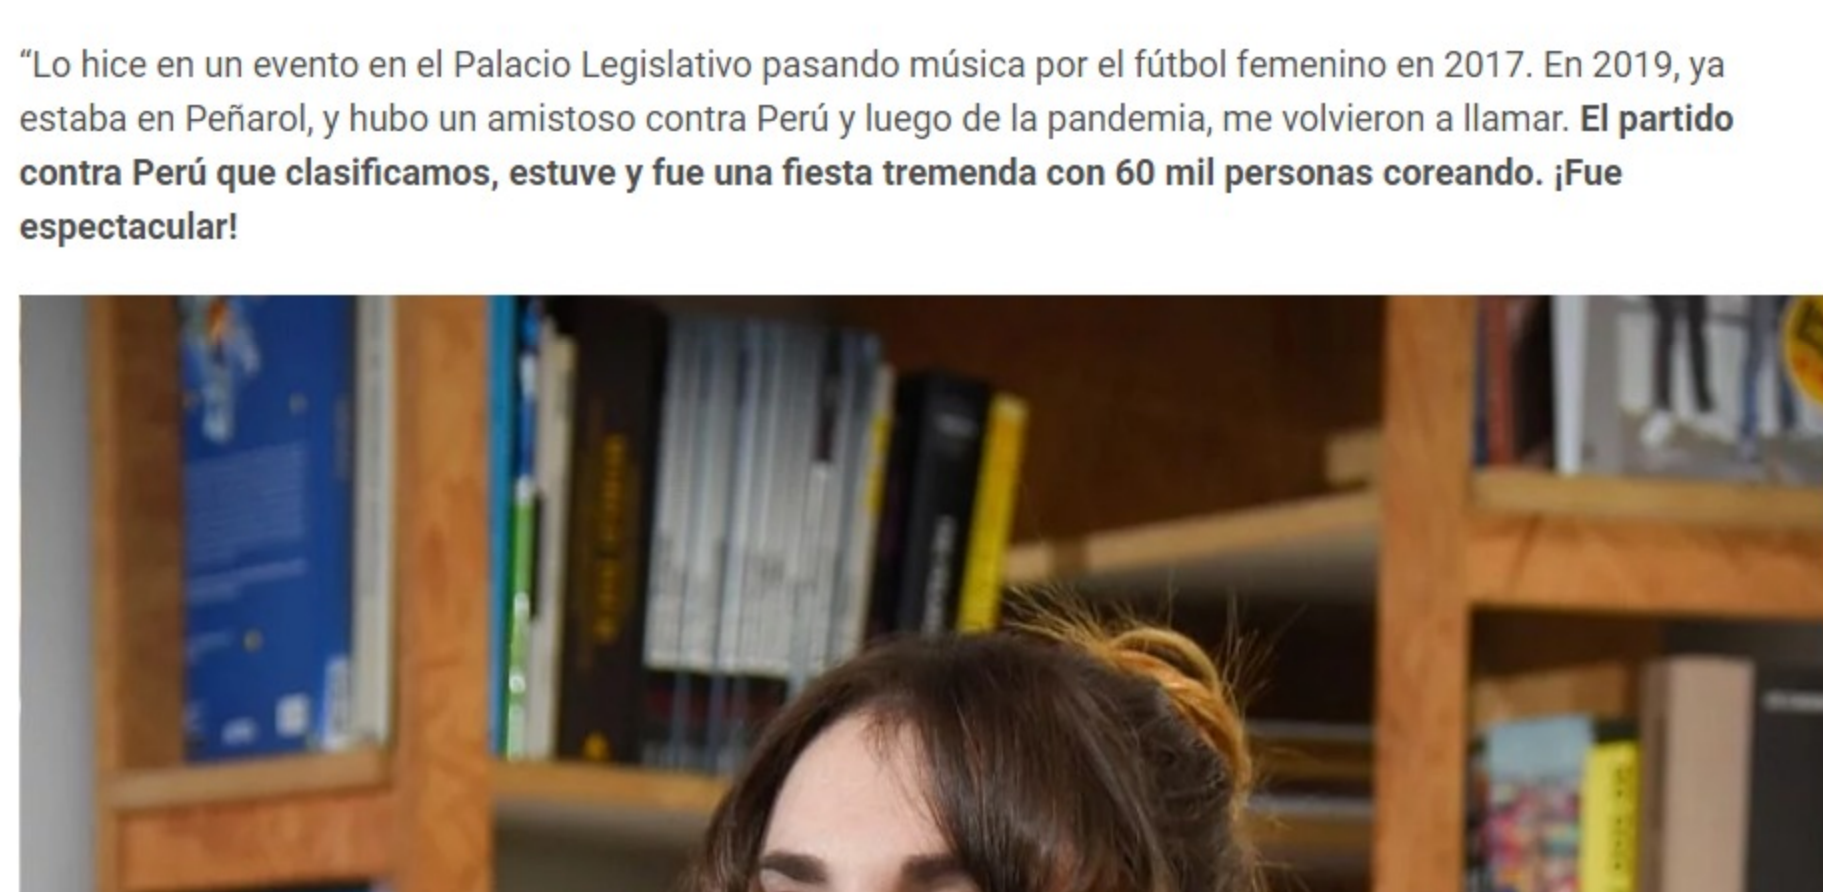 “Lo hice en un evento en el Palacio Legislativo pasando música por el fútbol femenino en 2017. En 2019, ya
estaba en Peñarol, y hubo un amistoso contra Perú y luego de la pandemia, me volvieron a llamar. El partido
contra Perú que clasificamos, estuve y fue una fiesta tremenda con 60 mil personas coreando. ¡Fue
espectacular!